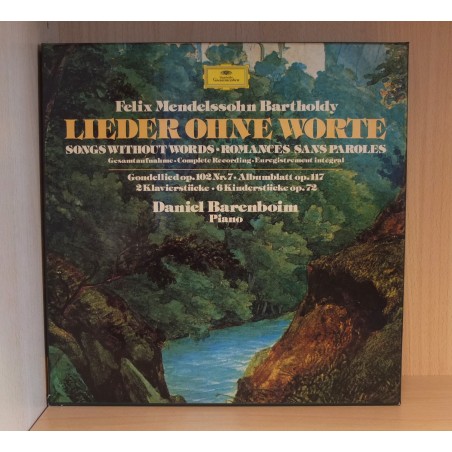 Felix Mendelssohn Bartholdy
LIEDER OHNE WORTE
SONGS WITHOUT WORDS • ROMANCES SANS PAROLES
Gesamtaufnahme • Complete Recording • Enregistrement intégral
Gondellied op. 102 Nr. 7 • Albumblatt op. 117
2 Klavierstücke • 6 Kinderstücke op. 72
Daniel Barenboim
Piano